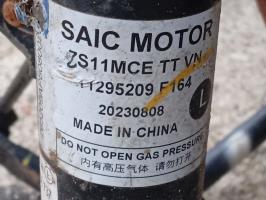 SAIC MOTOR
ZS11MCE TT VN
11295209 F164
20230808
L
MADE IN CHINA
DO NOT OPEN GAS PRESSURE
内有高压气体 请勿打开